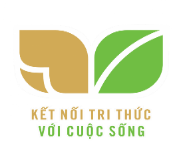 KẾT NỐI TRI THỨC
VỚI CUỘC SỐNG